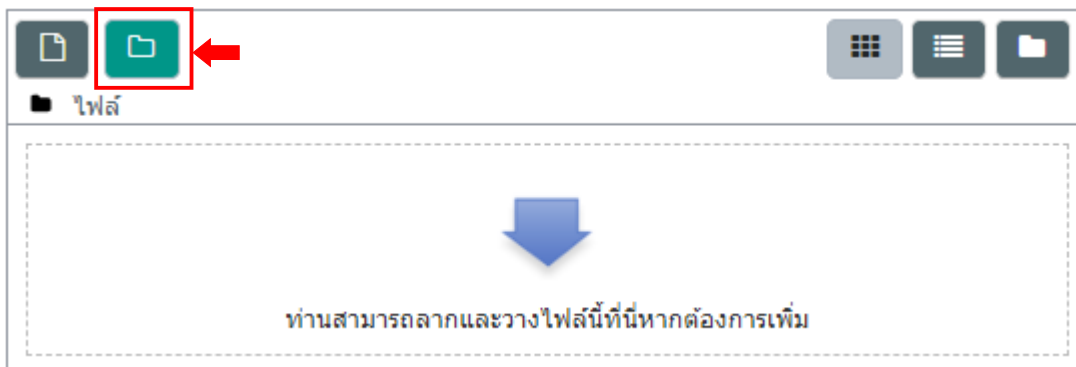 ไฟล์
ท่านสามารถลากและวางไฟล์นี้ที่นี่หากต้องการเพิ่ม